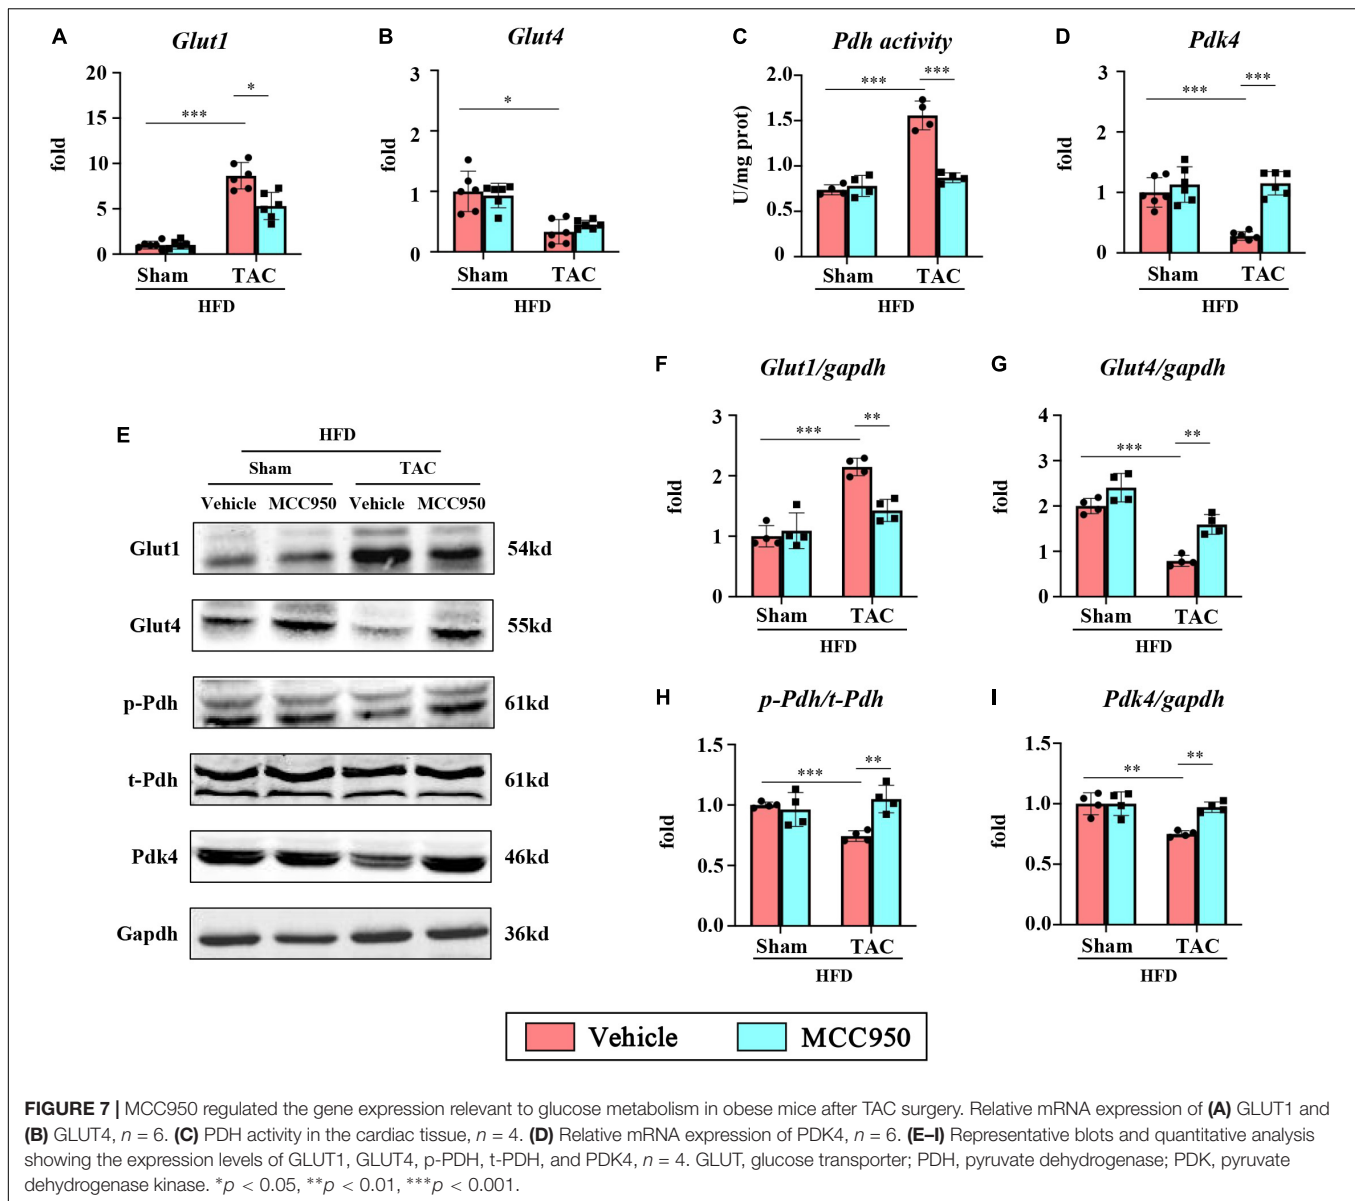 A
Glut1
20
15
10
5
0
fold
***
*
Sham
TAC
HFD
B
Glut4
3
2
1
0
fold
*
Sham
TAC
HFD
C
Pdh activity
2.0
1.5
1.0
0.5
0.0
U/mg prot)
***
***
Sham
TAC
HFD
D
Pdk4
3
2
1
0
fold
***
***
Sham
TAC
HFD
E
HFD
Sham TAC
Vehicle MCC950 Vehicle MCC950
Glut1 54kd
Glut4 55kd
p-Pdh 61kd
t-Pdh 61kd
Pdk4 46kd
Gapdh 36kd
F
Glut1/gapdh
3
2
1
0
fold
***
**
Sham
TAC
HFD
G
Glut4/gapdh
4
3
2
1
0
fold
***
**
Sham
TAC
HFD
H
p-Pdh/t-Pdh
1.5
1.0
0.5
0.0
fold
***
**
Sham
TAC
HFD
I
Pdk4/gapdh
1.5
1.0
0.5
0.0
fold
**
**
Sham
TAC
HFD
Vehicle MCC950
FIGURE 7 | MCC950 regulated the gene expression relevant to glucose metabolism in obese mice after TAC surgery. Relative mRNA expression of (A) GLUT1 and
(B) GLUT4, n = 6. (C) PDH activity in the cardiac tissue, n = 4. (D) Relative mRNA expression of PDK4, n = 6. (E–I) Representative blots and quantitative analysis
showing the expression levels of GLUT1, GLUT4, p-PDH, t-PDH, and PDK4, n = 4. GLUT, glucose transporter; PDH, pyruvate dehydrogenase; PDK, pyruvate
dehydrogenase kinase. *p < 0.05, **p < 0.01, ***p < 0.001.